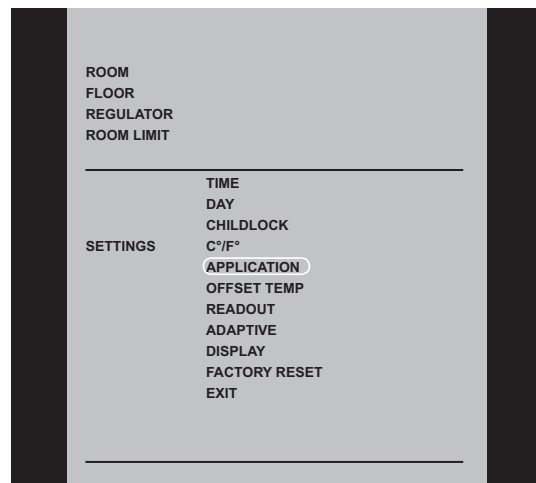 ROOM
FLOOR
REGULATOR
ROOM LIMIT
TIME
DAY
CHILDLOCK
SETTINGS C°/F°
APPLICATION
OFFSET TEMP
READOUT
ADAPTIVE
DISPLAY
FACTORY RESET
EXIT